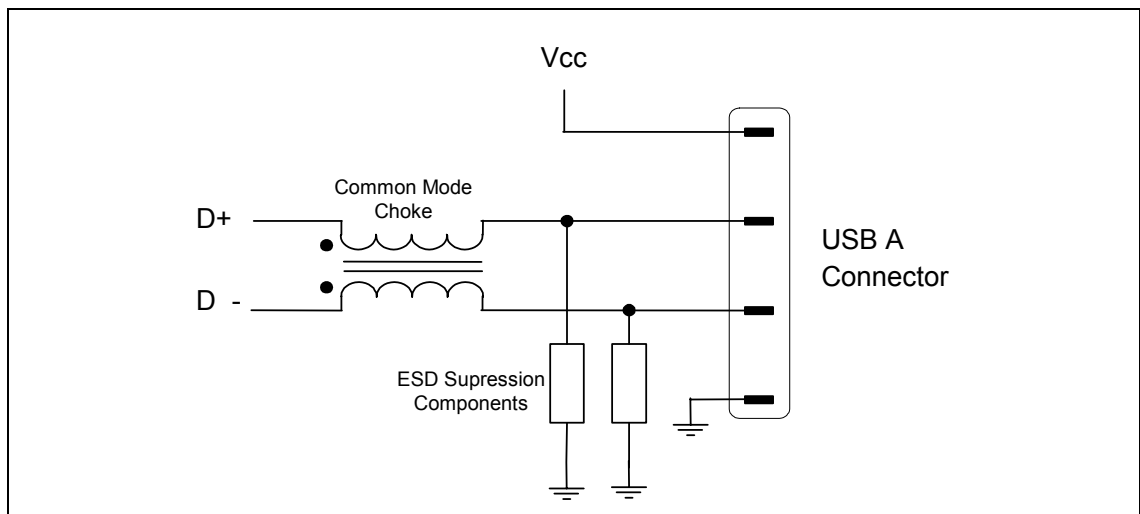 Vcc
Common Mode
Choke
D+
D -
USB A
Connector
ESD Supression
Components